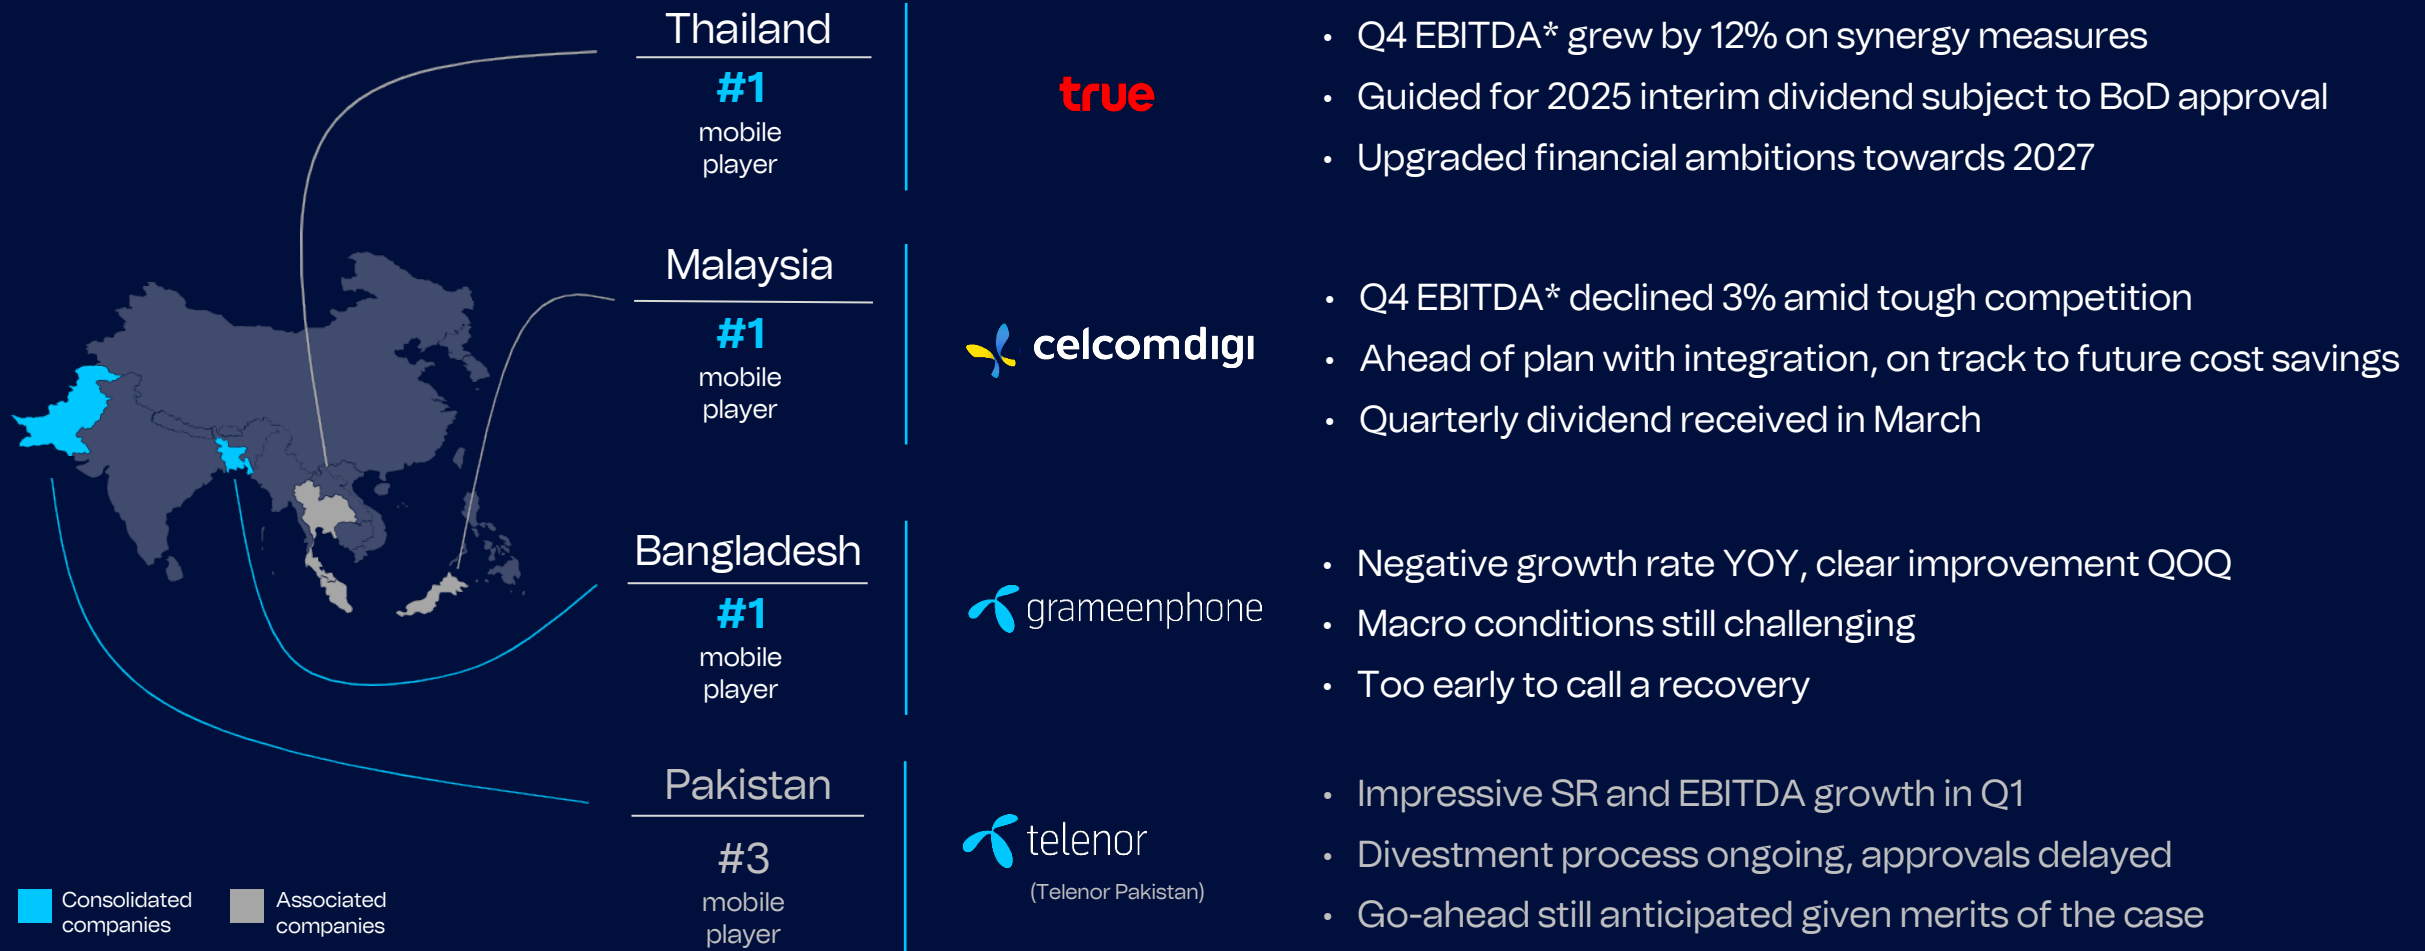 Thailand
#1
mobile
player
true
• Q4 EBITDA* grew by 12% on synergy measures
• Guided for 2025 interim dividend subject to BoD approval
• Upgraded financial ambitions towards 2027
Malaysia
#1
mobile
player
celcomdigi
• Q4 EBITDA* declined 3% amid tough competition
• Ahead of plan with integration, on track to future cost savings
• Quarterly dividend received in March
Bangladesh
#1
mobile
player
grameenphone
• Negative growth rate YOY, clear improvement QOQ
• Macro conditions still challenging
• Too early to call a recovery
Pakistan
#3
mobile
player
telenor
(Telenor Pakistan)
• Impressive SR and EBITDA growth in Q1
• Divestment process ongoing, approvals delayed
• Go-ahead still anticipated given merits of the case
Consolidated
companies
Associated
companies